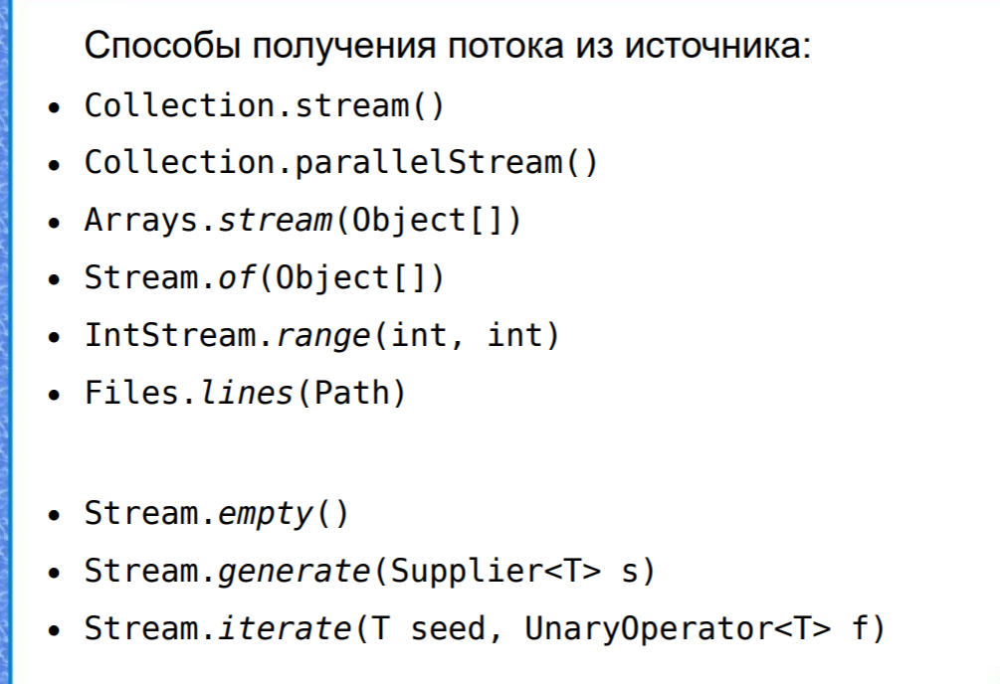 Способы получения потока из источника:
• Collection.stream()
• Collection.parallelStream()
• Arrays.stream(Object[])
• Stream.of(Object[])
• IntStream.range(int, int)
• Files.lines(Path)
• Stream.empty()
• Stream.generate(Supplier<T> s)
• Stream.iterate(T seed, UnaryOperator<T> f)